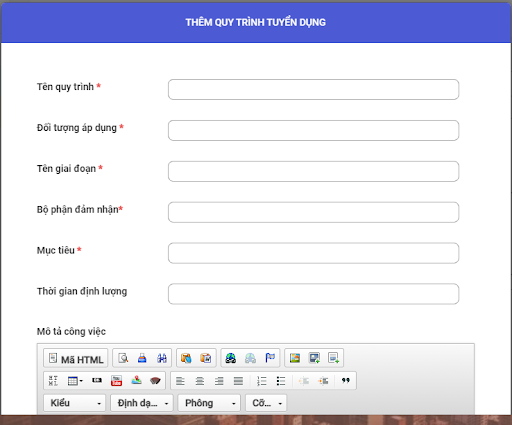 THÊM QUY TRÌNH TUYỂN DỤNG
Tên quy trình *
Đối tượng áp dụng *
Tên giai đoạn *
Bộ phận đảm nhận*
Mục tiêu *
Thời gian định lượng
Mô tả công việc
Mã HTML
Kiểu Định dạ... Phông Cỡ...